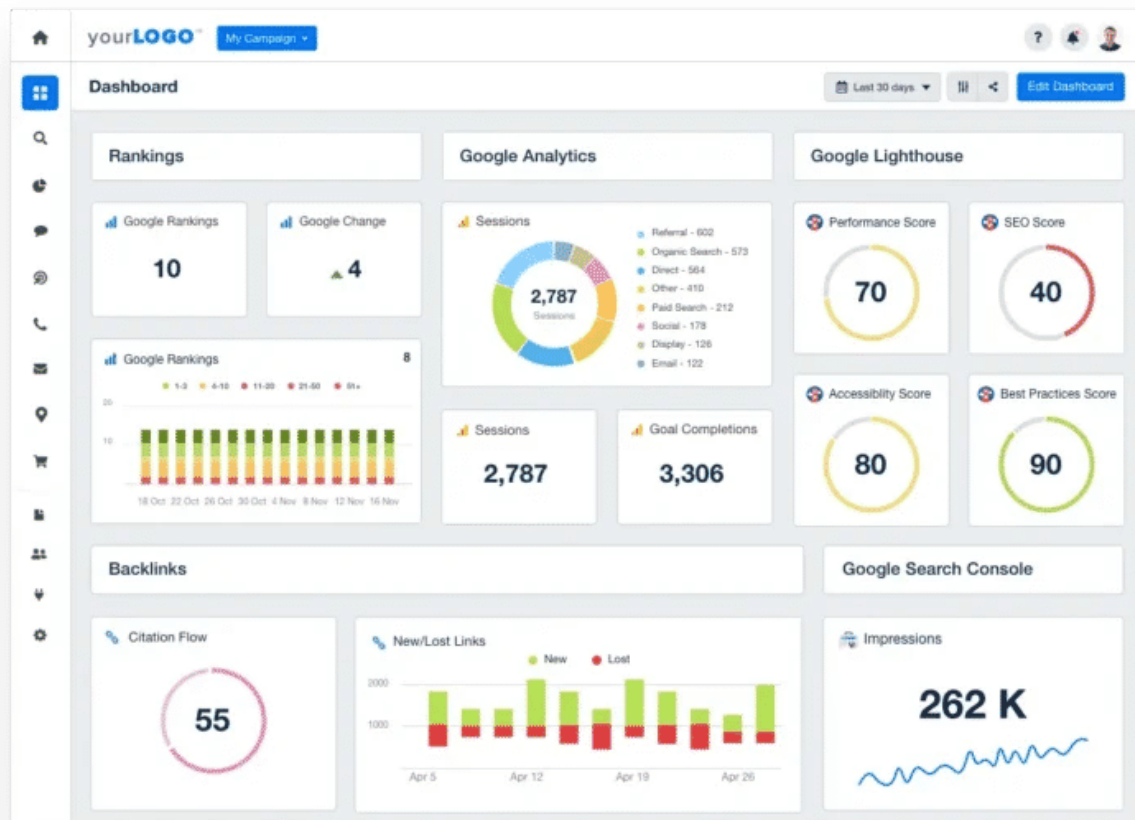 yourLOGO™ My Campaign ?
Dashboard Last 30 days Edit Dashboard
Rankings
Google Rankings
10
Google Change
4
Google Rankings 8
1-3 4-10 11-20 21-50 51+
20
10
18 Oct 22 Oct 26 Oct 30 Oct 4 Nov 8 Nov 12 Nov 16 Nov
Google Analytics
Sessions
2,787
Sessions
Referral - 602
Organic Search - 573
Direct - 564
Other - 410
Paid Search - 212
Social - 178
Display - 126
Email - 122
Sessions
2,787
Goal Completions
3,306
Google Lighthouse
Performance Score
70
SEO Score
40
Accessiblity Score
80
Best Practices Score
90
Backlinks
Citation Flow
55
New/Lost Links
New Lost
2000
1000
Apr 5 Apr 12 Apr 19 Apr 26
Google Search Console
Impressions
262 K